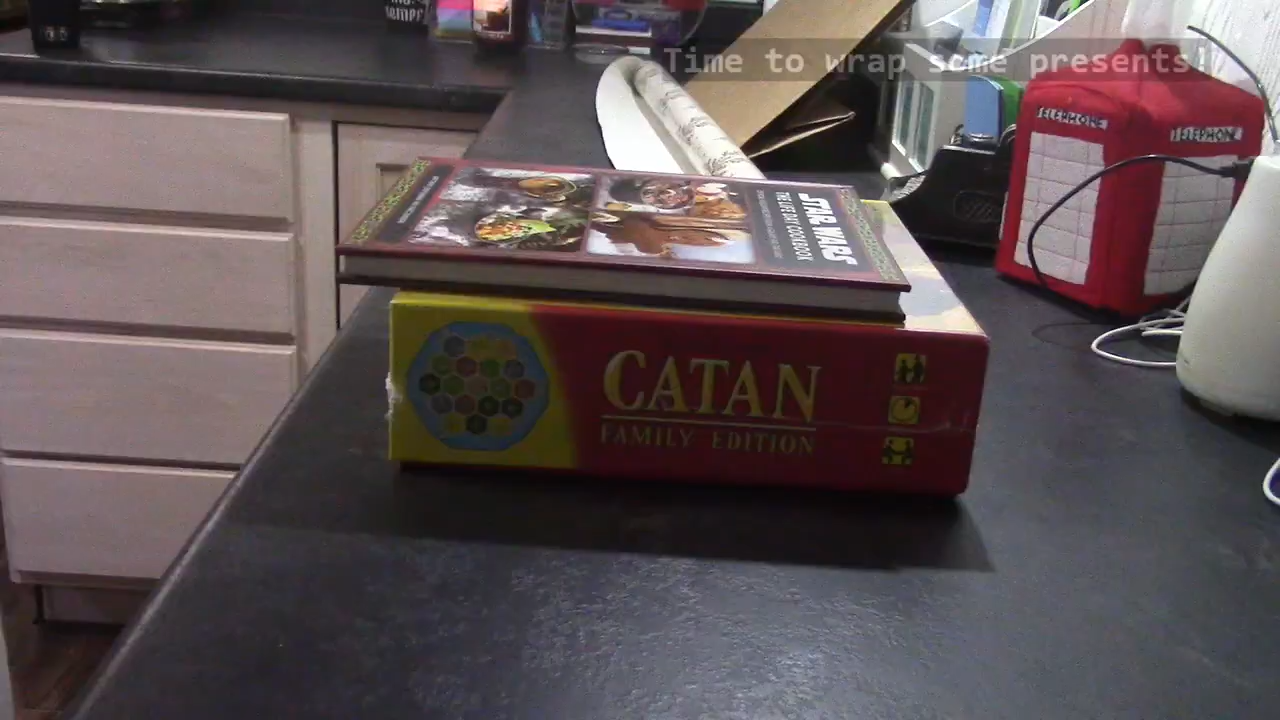 Time to wrap some presents!
TELEPHONE
TELEPHONE
STAR WARS
THE LIFE DAY COOKBOOK
CATAN
FAMILY EDITION